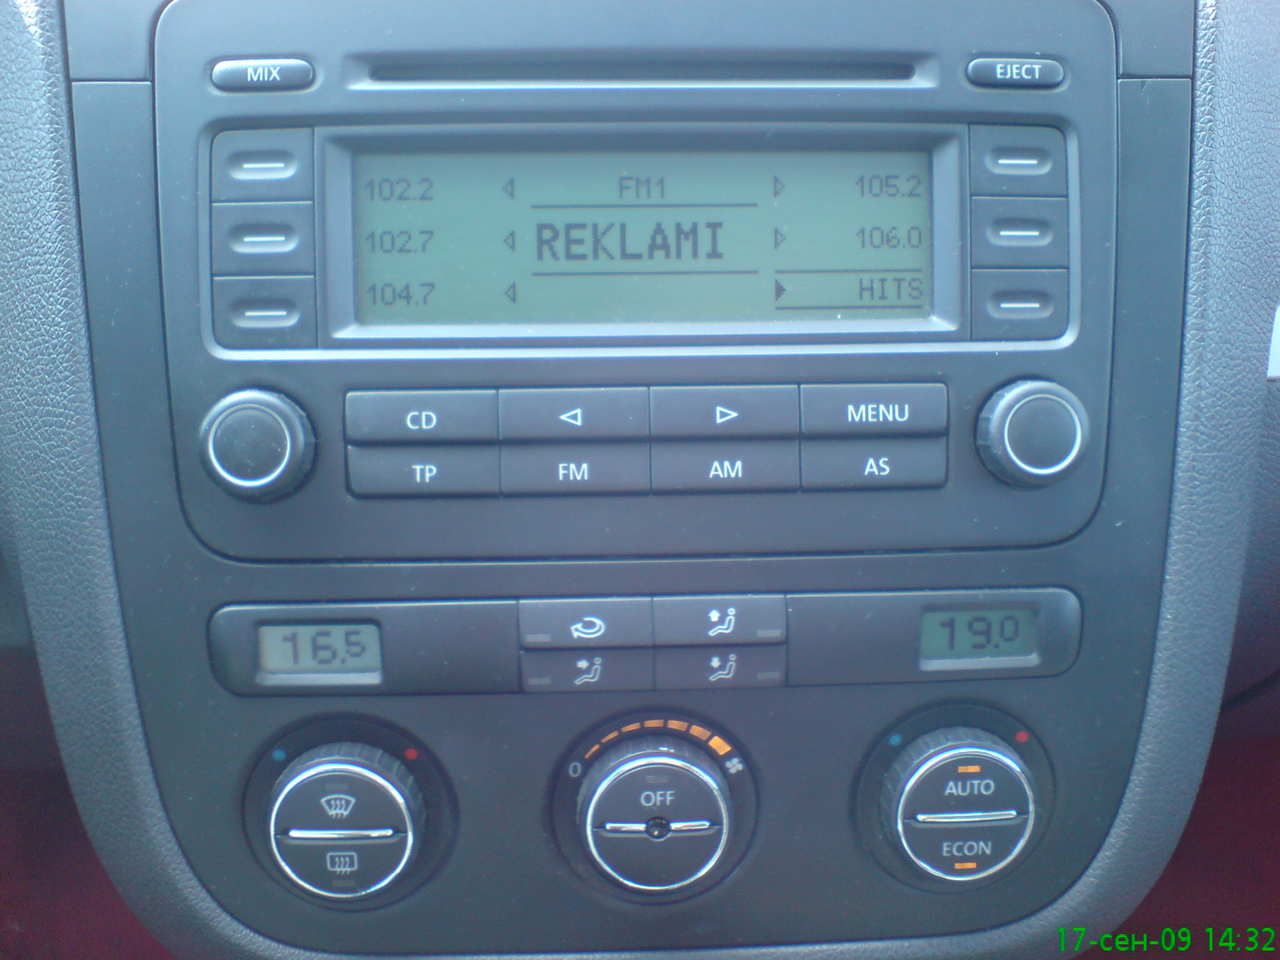 MIX
EJECT
102.2 FM1 105.2
102.7 REKLAMI 106.0
104.7 HITS
CD MENU
TP FM AM AS
16.5 19.0
0
OFF
AUTO
ECON
17-сен-09 14:32